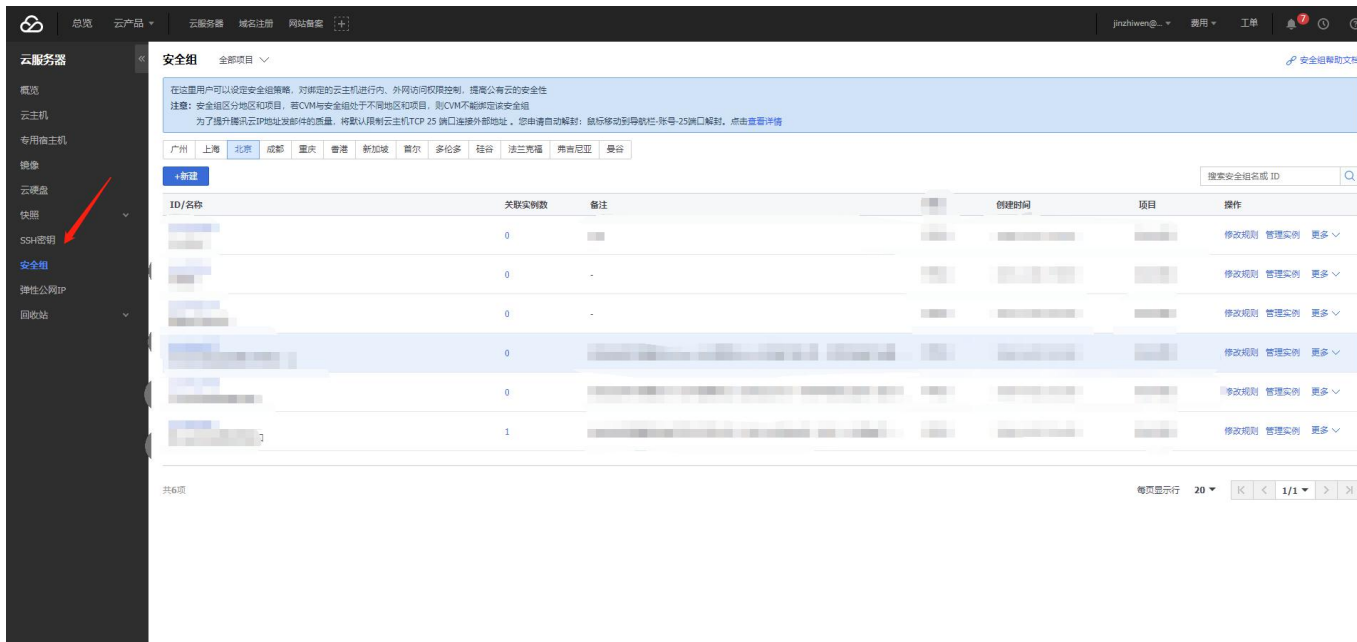 总览 云产品 云服务器 域名注册 网站备案 jinzhiwen@... 费用 工单 7
云服务器
概览
云主机
专用宿主机
镜像
云硬盘
快照
SSH密钥
安全组
弹性公网IP
回收站
安全组 全部项目 安全组帮助文档
在这里用户可以设定安全组策略，对绑定的云主机进行内、外网访问权限控制，提高公有云的安全性
注意：安全组区分地区和项目，若CVM与安全组处于不同地区和项目，则CVM不能绑定该安全组
为了提升腾讯云IP地址发邮件的质量，将默认限制云主机TCP 25 端口连接外部地址 。您申请自动解封：鼠标移动到导航栏-账号-25端口解封。点击查看详情
广州 上海 北京 成都 重庆 香港 新加坡 首尔 多伦多 硅谷 法兰克福 弗吉尼亚 曼谷
+新建 搜索安全组名或 ID
ID/名称 关联实例数 备注 创建时间 项目 操作
0 修改规则 管理实例 更多
0 - 修改规则 管理实例 更多
0 - 修改规则 管理实例 更多
0 修改规则 管理实例 更多
0 修改规则 管理实例 更多
1 修改规则 管理实例 更多
共6项 每页显示行 20 1/1